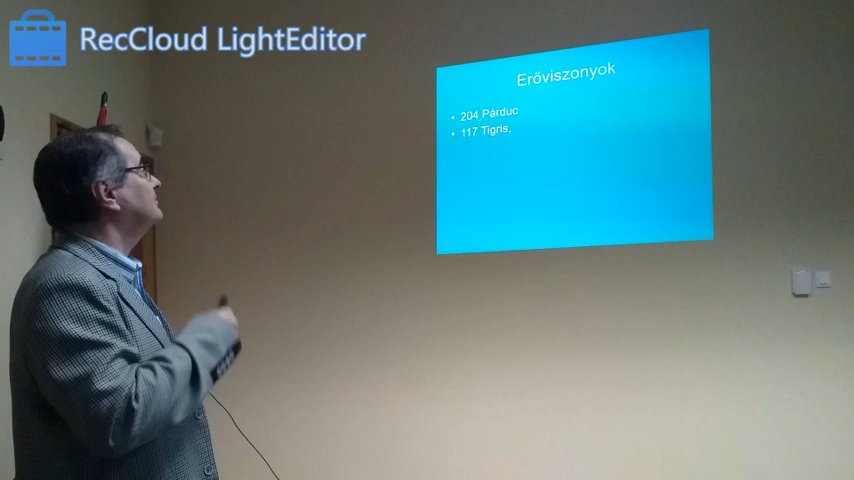 RecCloud LightEditor
Erőviszonyok
• 204 Párduc
• 117 Tigris,